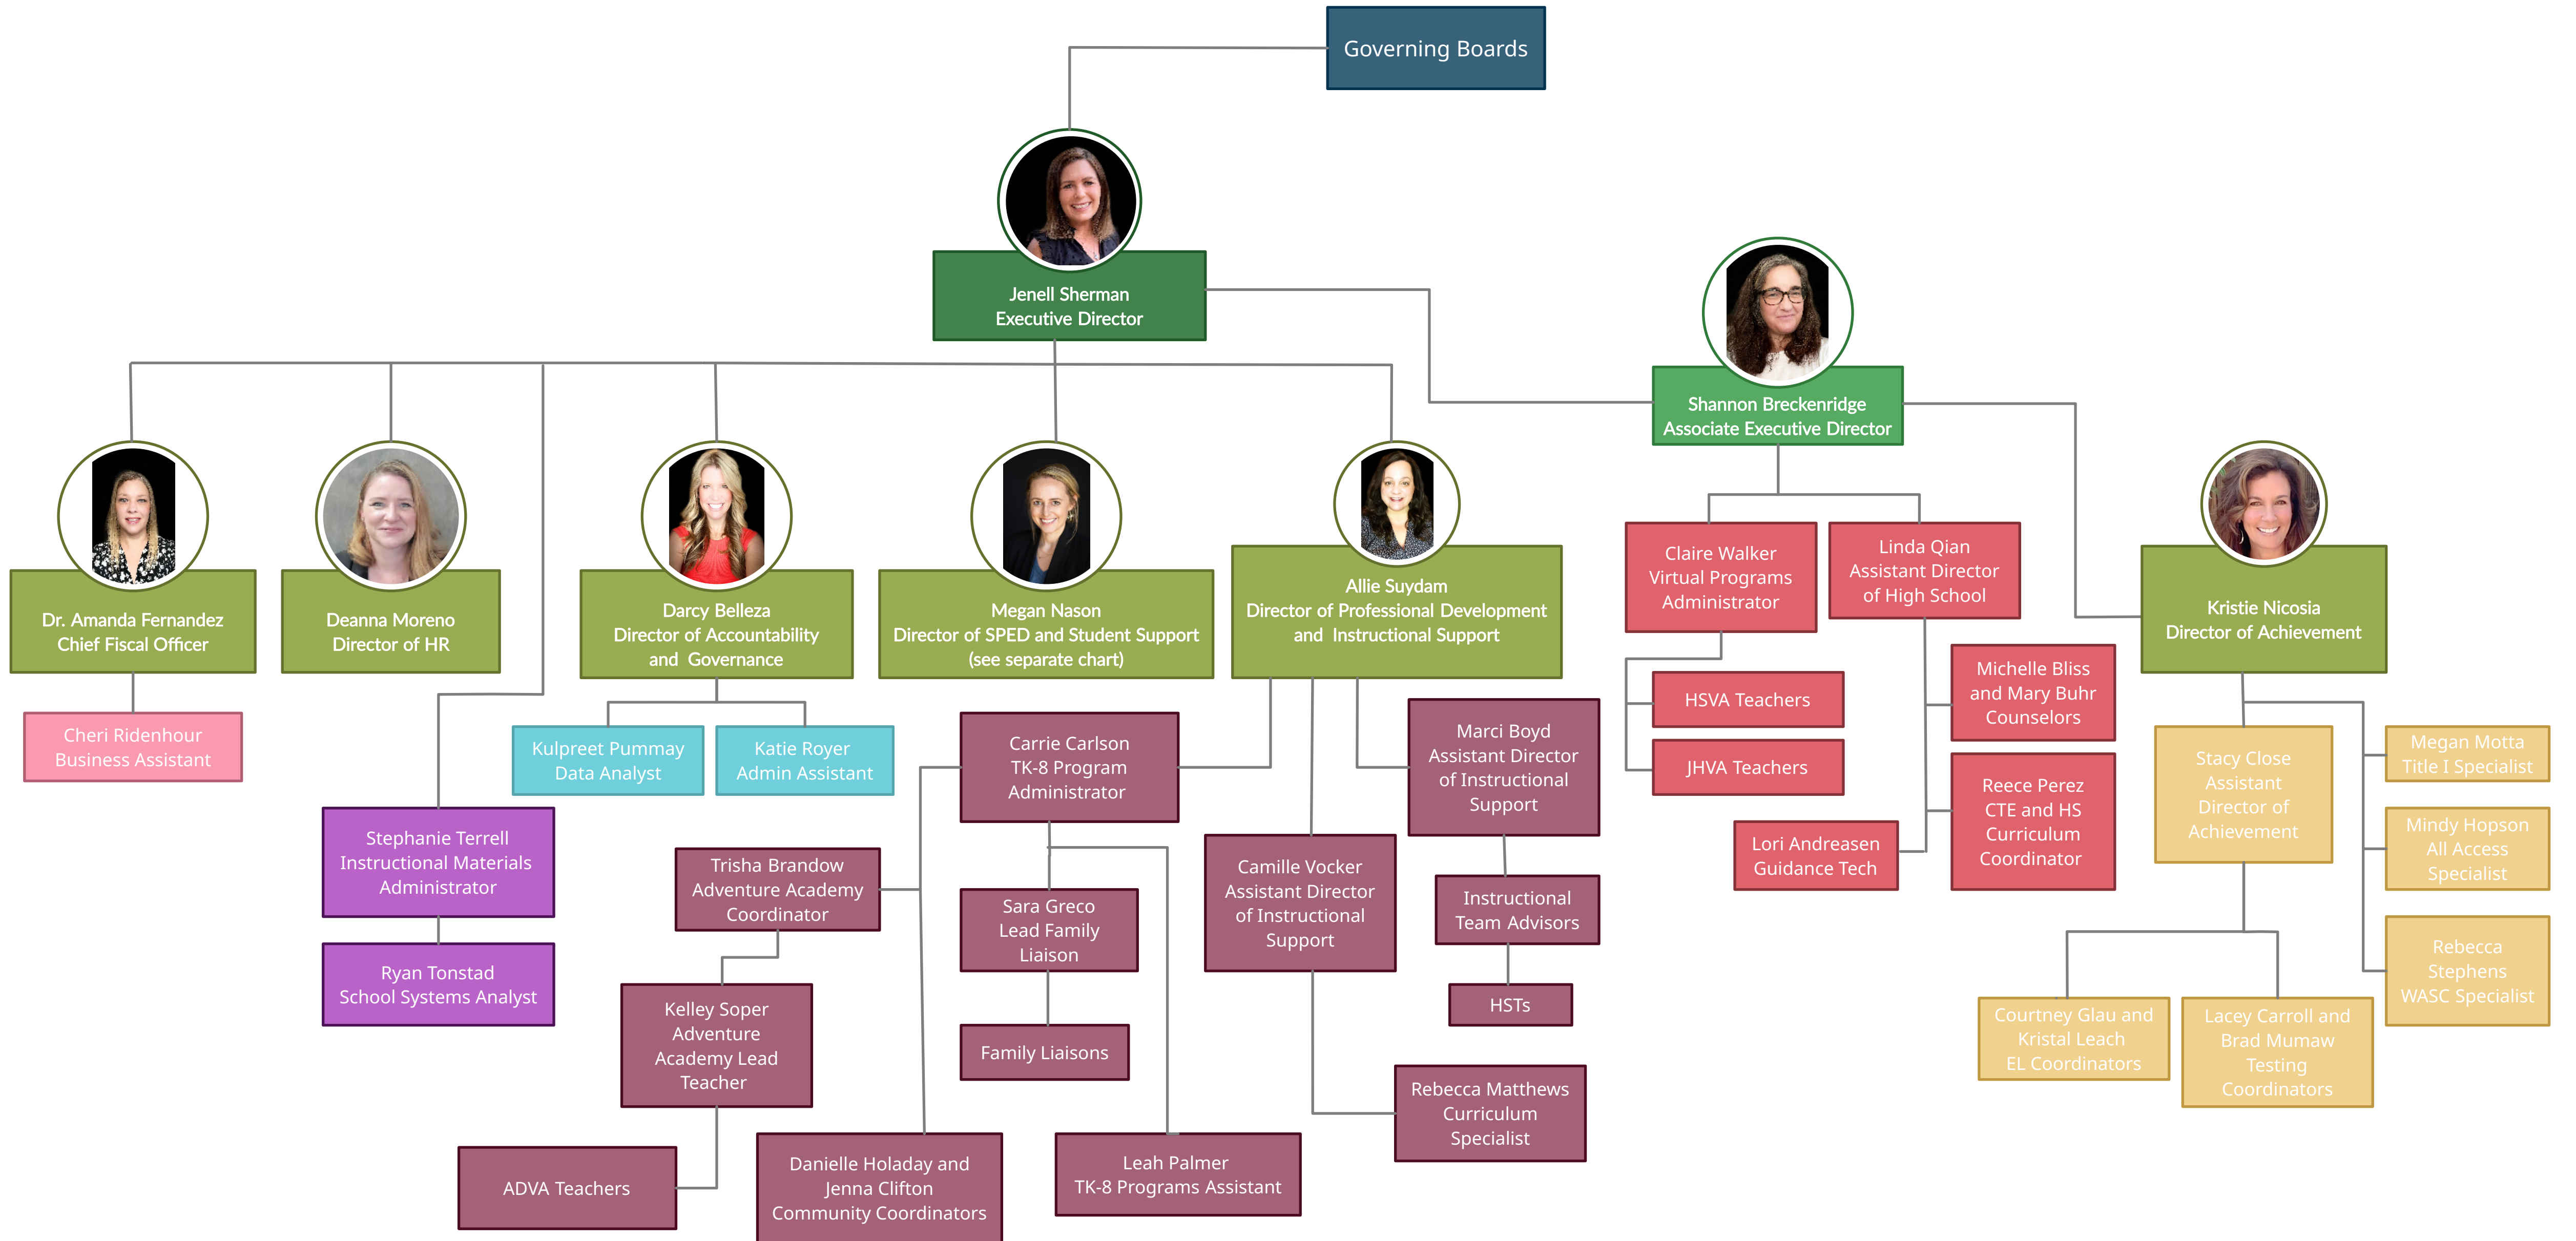 Governing Boards
Jenell Sherman
Executive Director
Shannon Breckenridge
Associate Executive Director
Dr. Amanda Fernandez
Chief Fiscal Officer
Deanna Moreno
Director of HR
Darcy Belleza
Director of Accountability
and Governance
Megan Nason
Director of SPED and Student Support
(see separate chart)
Allie Suydam
Director of Professional Development
and Instructional Support
Claire Walker
Virtual Programs
Administrator
Linda Qian
Assistant Director
of High School
Kristie Nicosia
Director of Achievement
Cheri Ridenhour
Business Assistant
Kulpreet Pummay
Data Analyst
Katie Royer
Admin Assistant
Carrie Carlson
TK-8 Program
Administrator
Marci Boyd
Assistant Director
of Instructional
Support
HSVA Teachers
JHVA Teachers
Michelle Bliss
and Mary Buhr
Counselors
Reece Perez
CTE and HS
Curriculum
Coordinator
Lori Andreasen
Guidance Tech
Stacy Close
Assistant
Director of
Achievement
Megan Motta
Title I Specialist
Mindy Hopson
All Access
Specialist
Rebecca
Stephens
WASC Specialist
Stephanie Terrell
Instructional Materials
Administrator
Ryan Tonstad
School Systems Analyst
Trisha Brandow
Adventure Academy
Coordinator
Sara Greco
Lead Family
Liaison
Camille Vocker
Assistant Director
of Instructional
Support
Instructional
Team Advisors
HSTs
Kelley Soper
Adventure
Academy Lead
Teacher
Family Liaisons
Rebecca Matthews
Curriculum
Specialist
Courtney Glau and
Kristal Leach
EL Coordinators
Lacey Carroll and
Brad Mumaw
Testing
Coordinators
ADVA Teachers
Danielle Holaday and
Jenna Clifton
Community Coordinators
Leah Palmer
TK-8 Programs Assistant